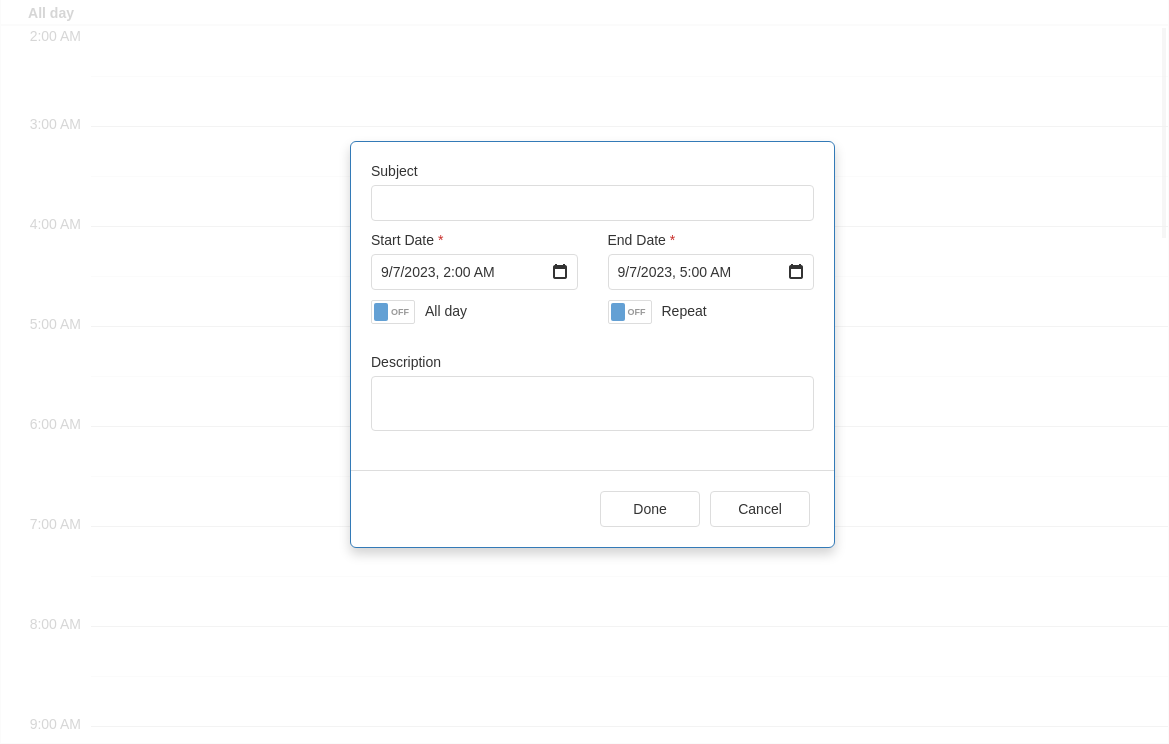 All day
2:00 AM
3:00 AM
4:00 AM
5:00 AM
6:00 AM
7:00 AM
8:00 AM
9:00 AM
Subject
Start Date * End Date *
9/7/2023, 2:00 AM 9/7/2023, 5:00 AM
OFF All day OFF Repeat
Description
Done Cancel